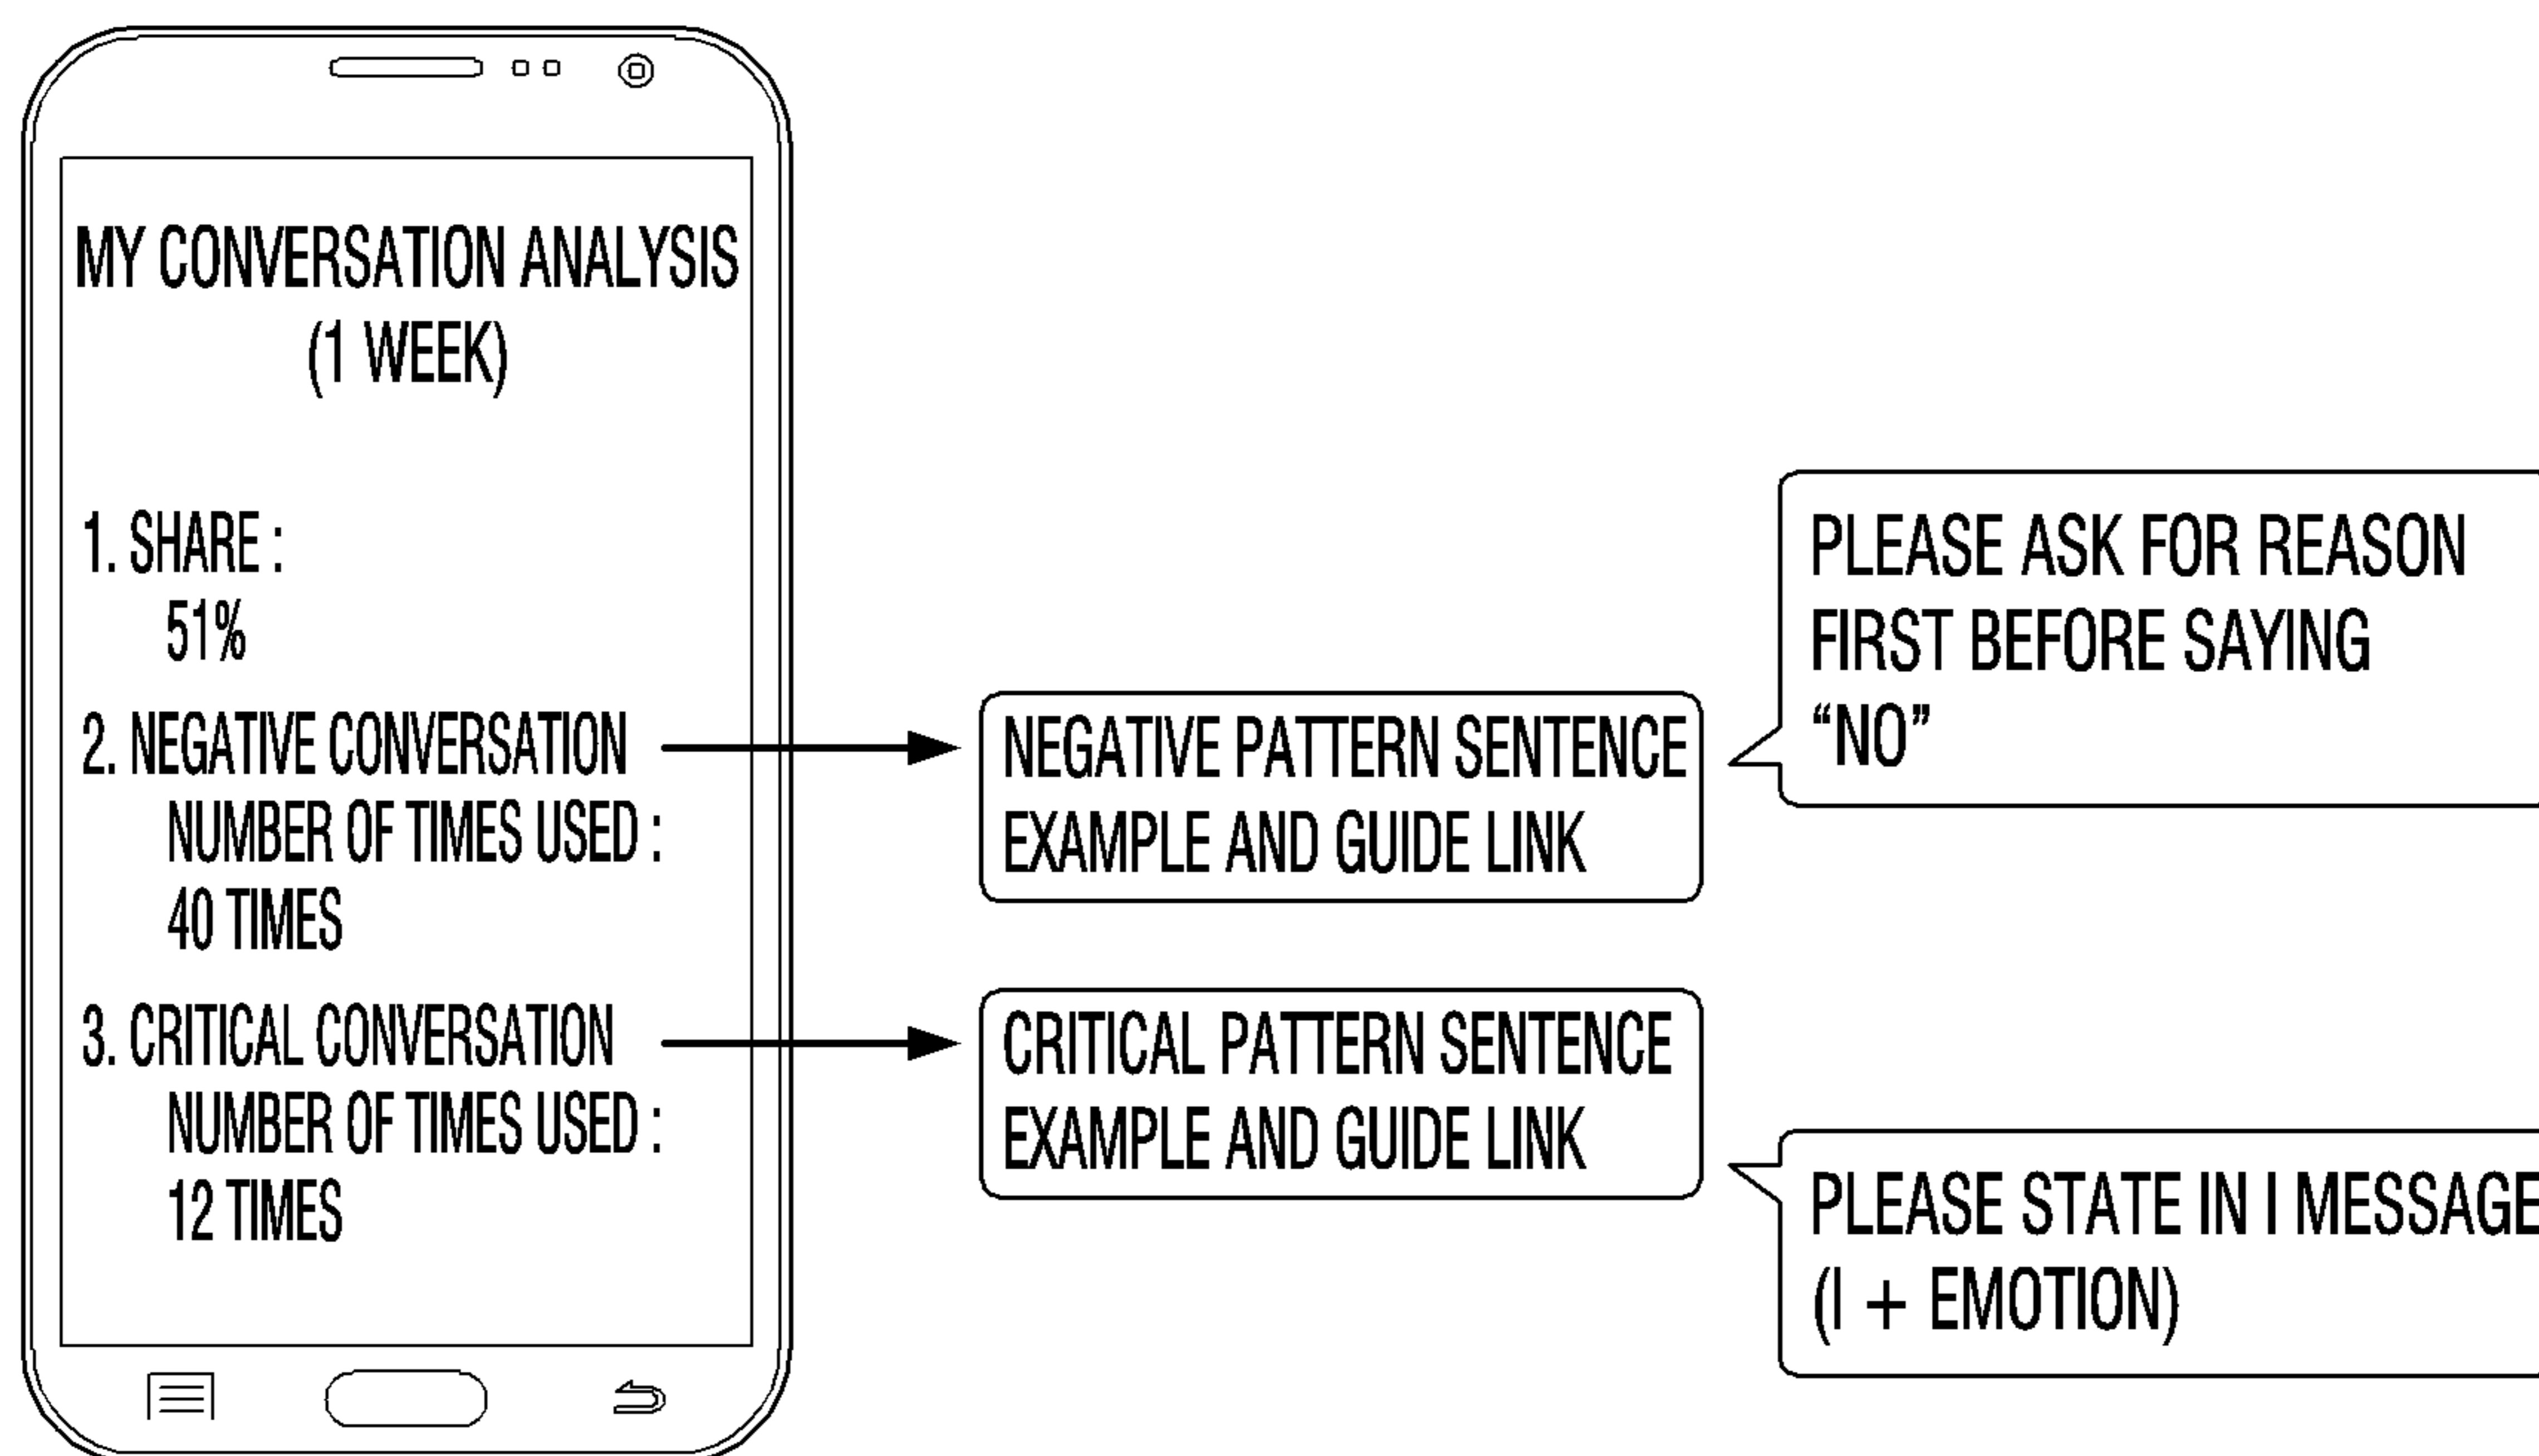 MY CONVERSATION ANALYSIS
(1 WEEK)
1. SHARE :
51%
2. NEGATIVE CONVERSATION
NUMBER OF TIMES USED :
40 TIMES
3. CRITICAL CONVERSATION
NUMBER OF TIMES USED :
12 TIMES
NEGATIVE PATTERN SENTENCE
EXAMPLE AND GUIDE LINK
PLEASE ASK FOR REASON
FIRST BEFORE SAYING
“NO”
CRITICAL PATTERN SENTENCE
EXAMPLE AND GUIDE LINK
PLEASE STATE IN I MESSAGE
(I + EMOTION)